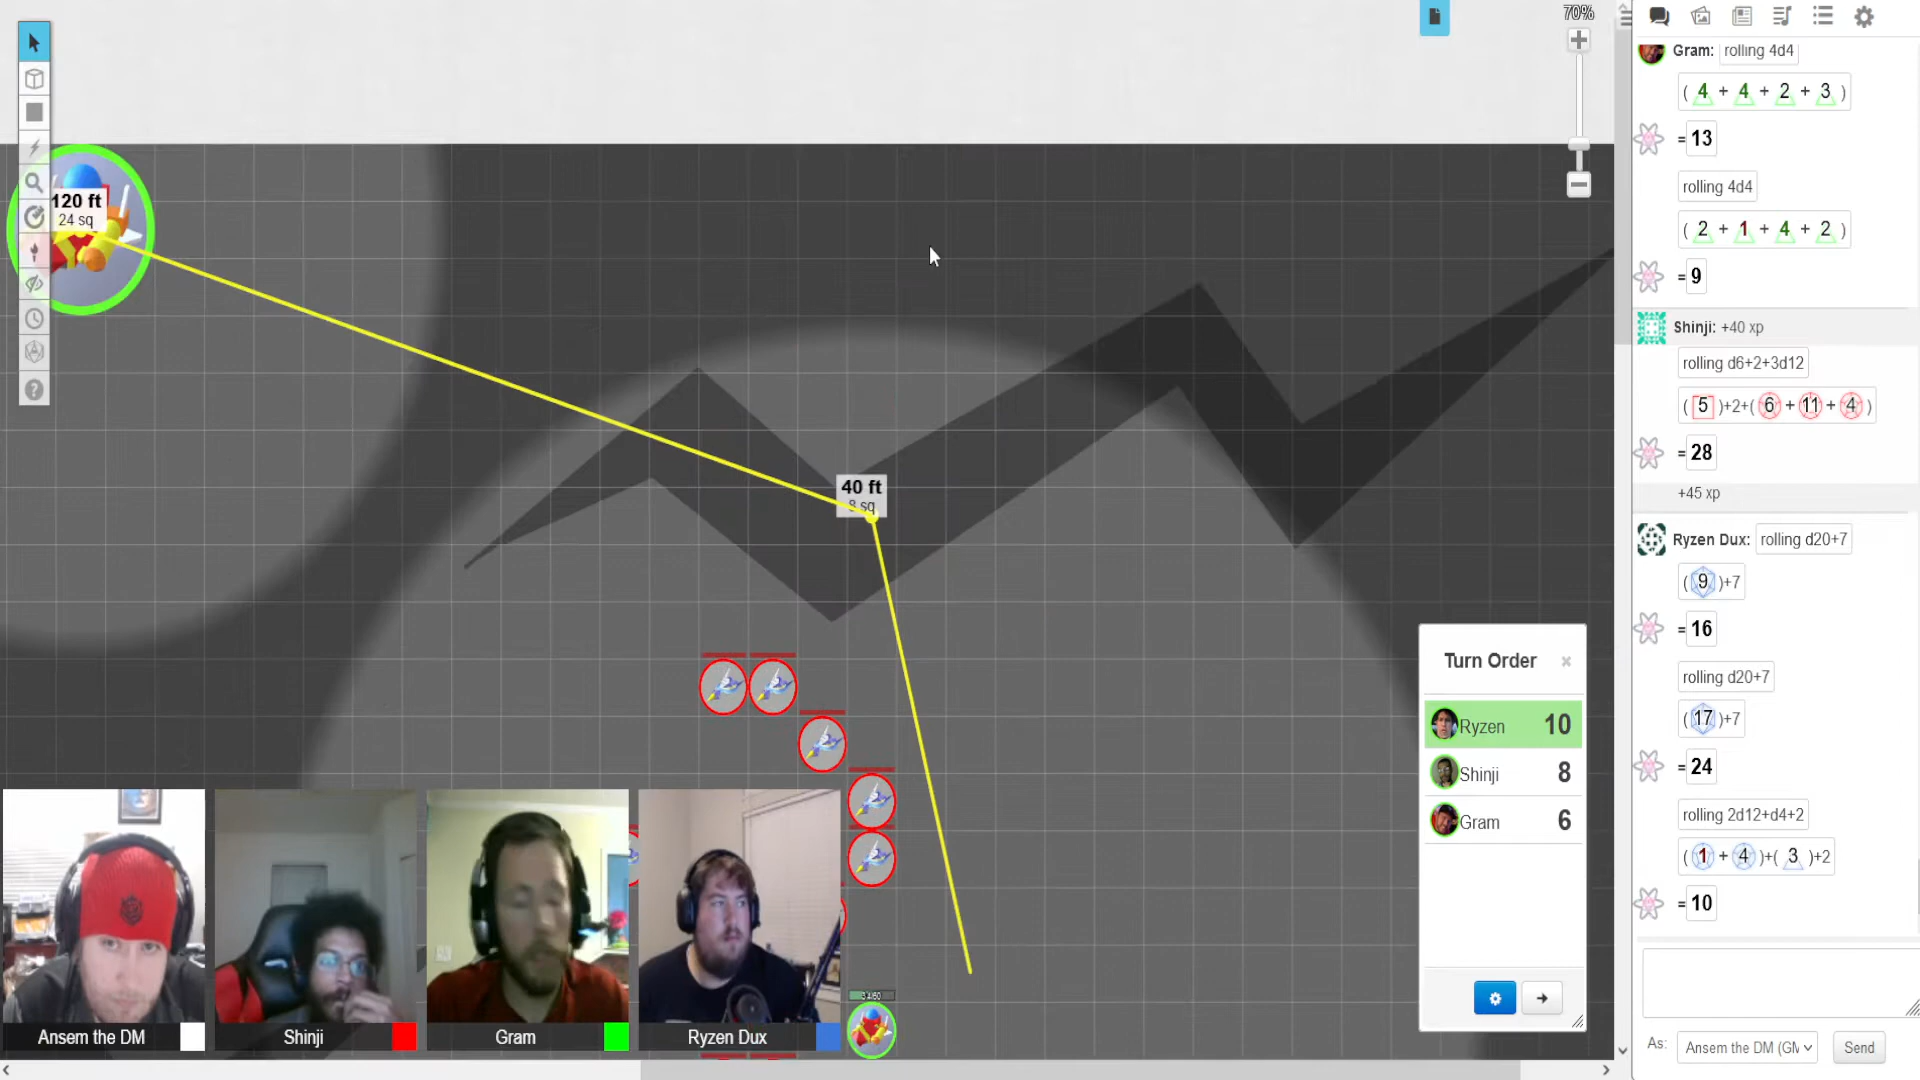 70%
120 ft
24 sq
40 ft
8 sq
Turn Order ×
Ryzen 10
Shinji 8
Gram 6
Ansem the DM
Shinji
Gram
Ryzen Dux
Gram: rolling 4d4
( 4 + 4 + 2 + 3 )
= 13
rolling 4d4
( 2 + 1 + 4 + 2 )
= 9
Shinji: +40 xp
rolling d6+2+3d12
( 5 )+2+( 6 + 11 + 4 )
= 28
+45 xp
Ryzen Dux: rolling d20+7
( 9 )+7
= 16
rolling d20+7
( 17 )+7
= 24
rolling 2d12+d4+2
( 1 + 4 )+( 3 )+2
= 10
As: Ansem the DM (GM Send